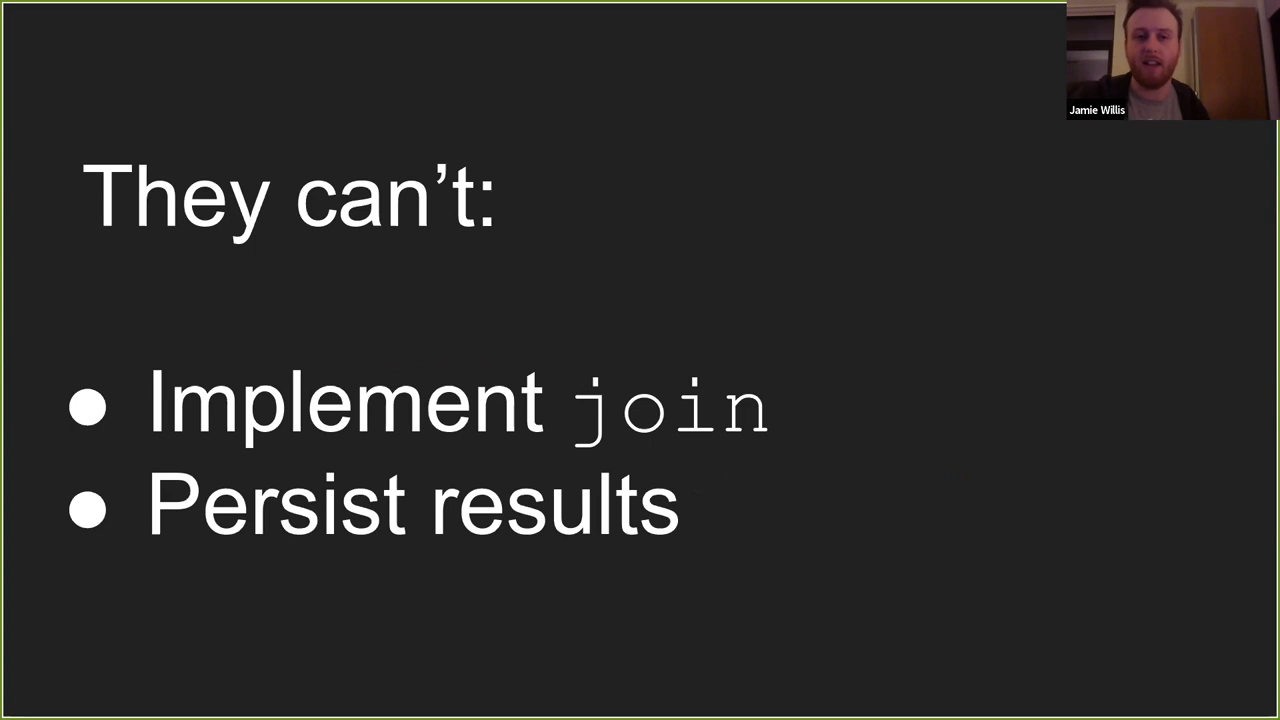 Jamie Willis
They can’t:
● Implement join
● Persist results